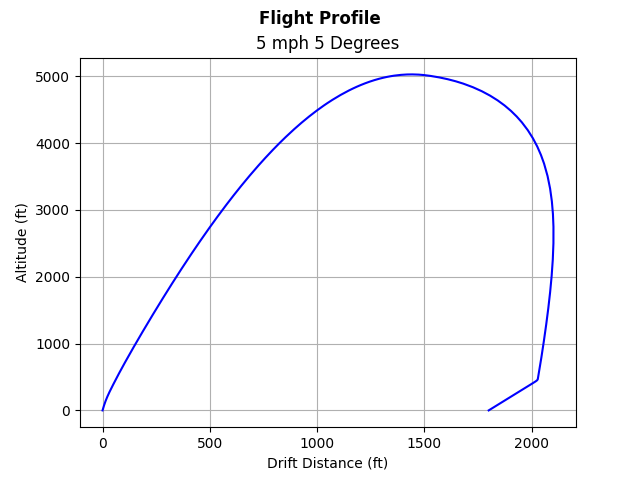 Flight Profile
5 mph 5 Degrees
5000
4000
3000
2000
1000
0
Altitude (ft)
0 500 1000 1500 2000
Drift Distance (ft)